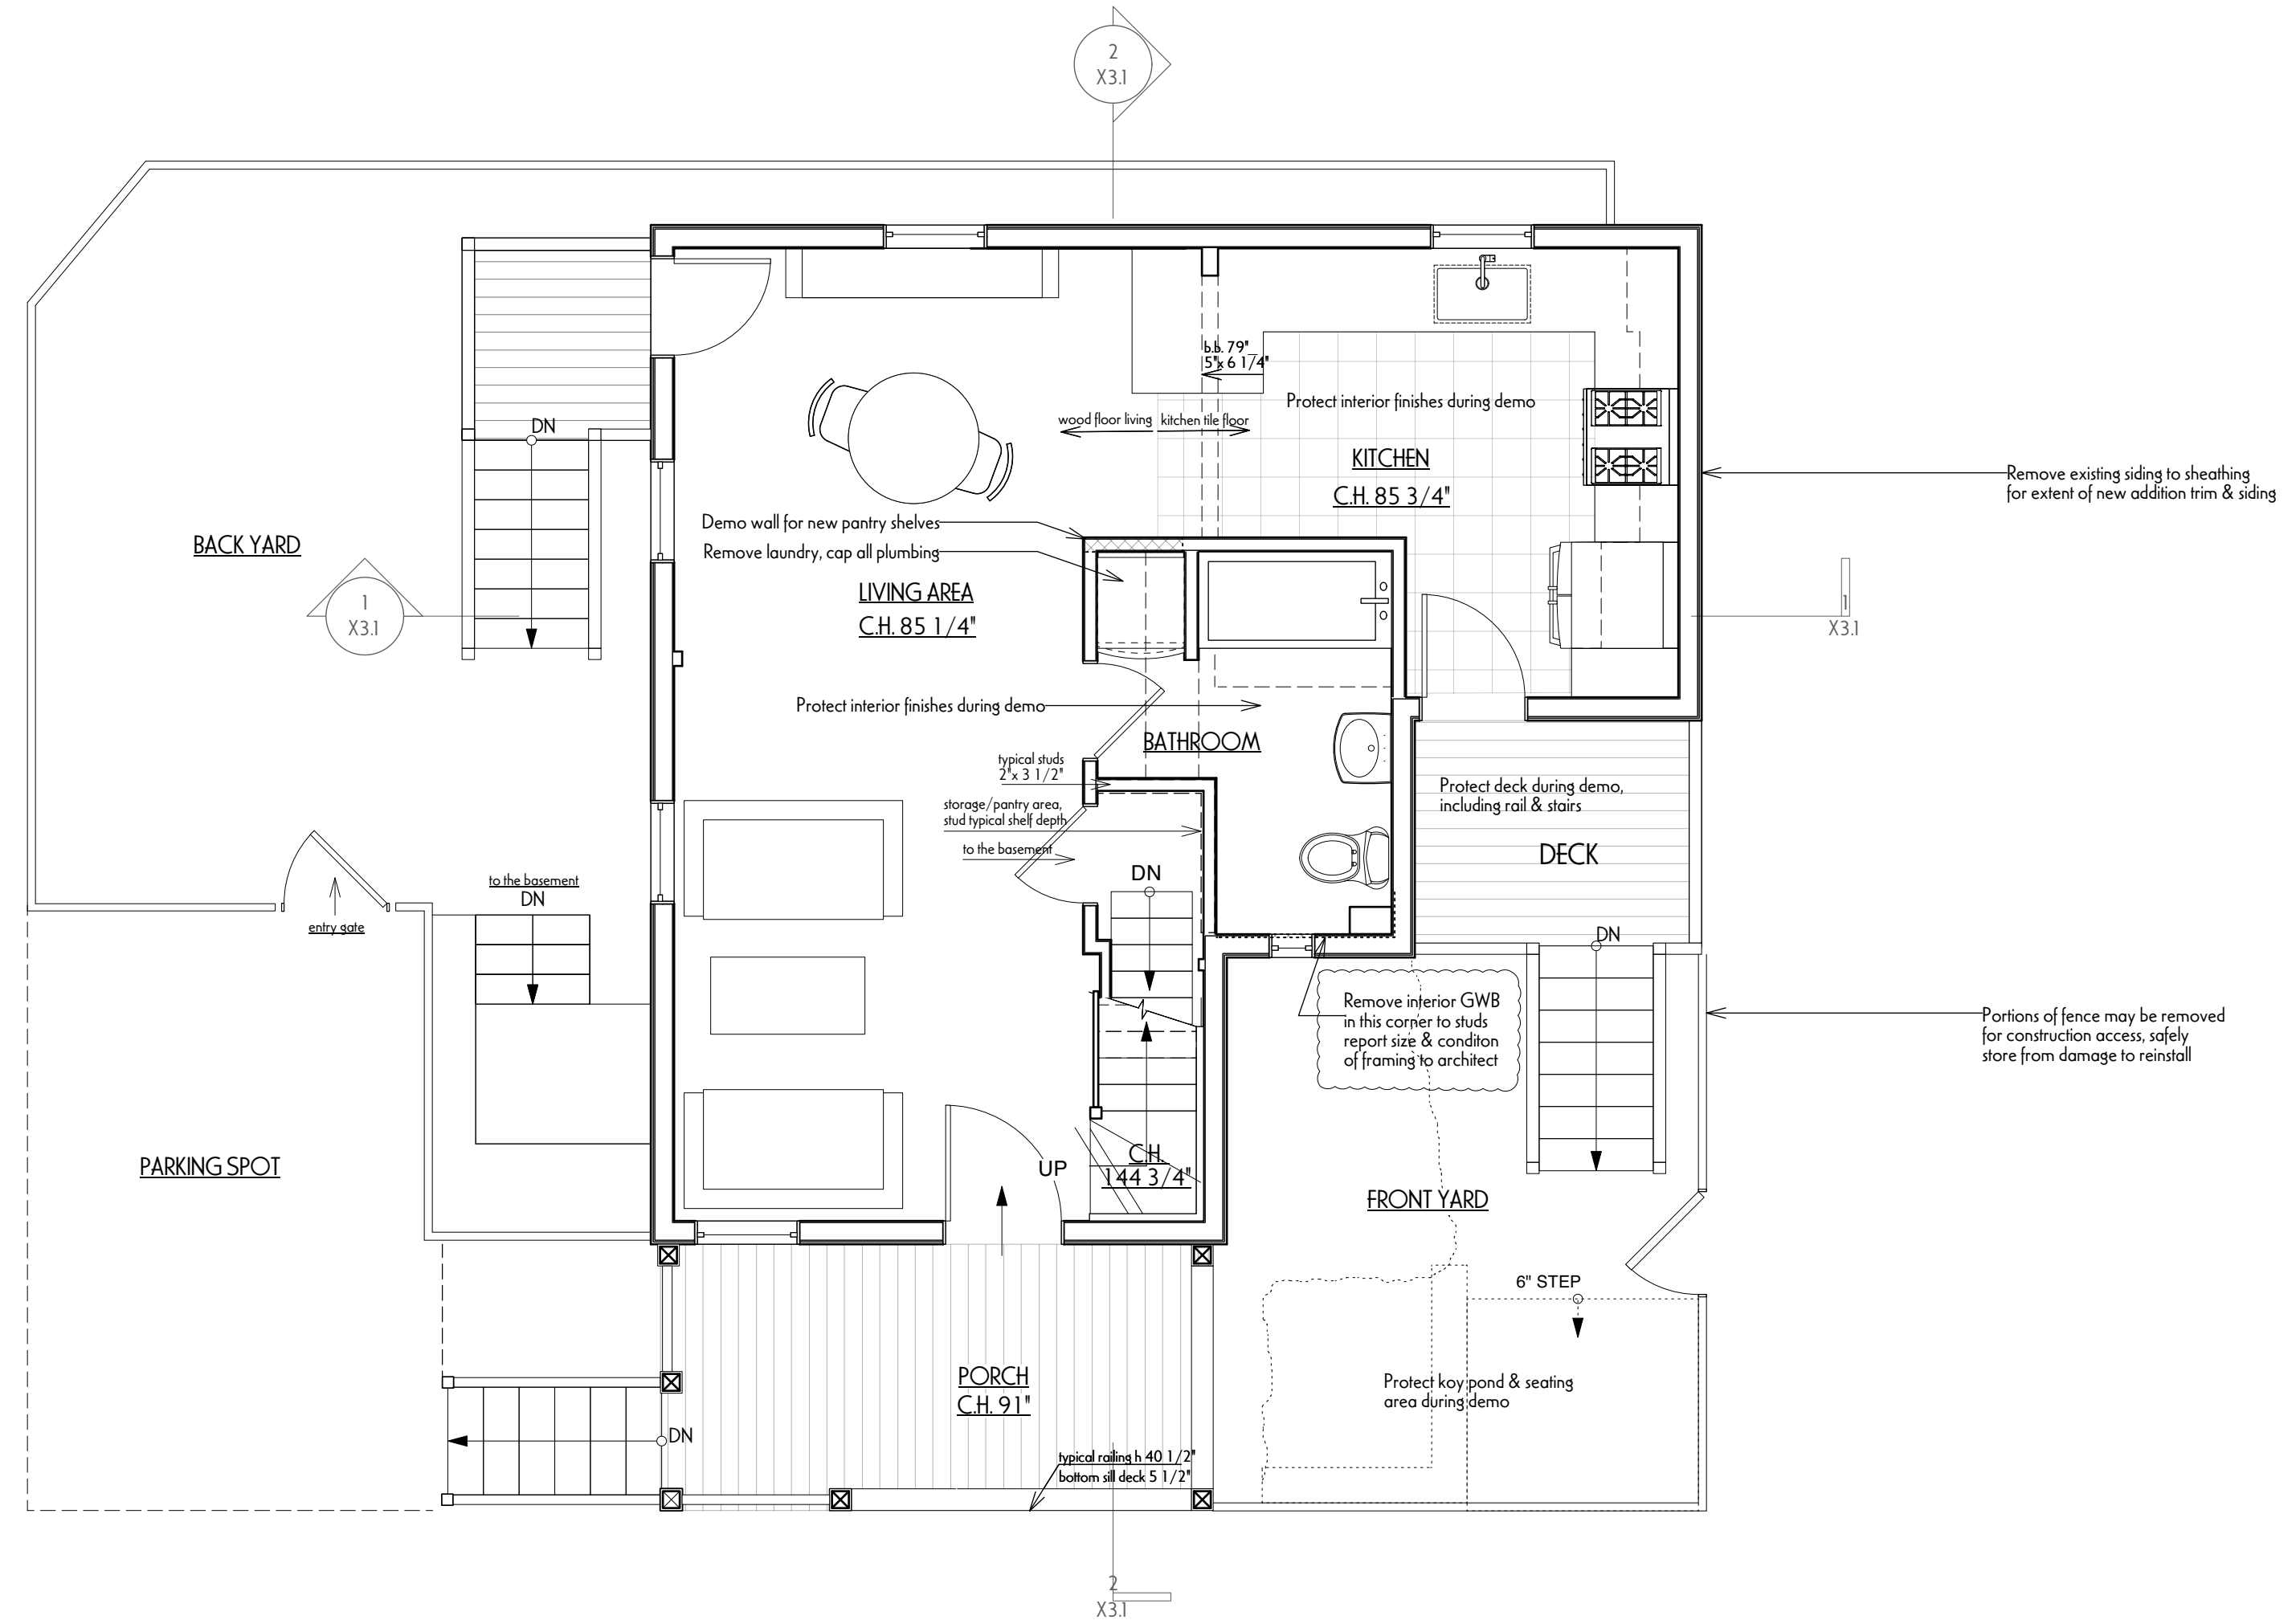 2
X3.1
b.b. 79"
5"x 6 1/4"
Protect interior finishes during demo
wood floor living
kitchen tile floor
KITCHEN
C.H. 85 3/4"
DN
Remove existing siding to sheathing
for extent of new addition trim & siding
Demo wall for new pantry shelves
Remove laundry, cap all plumbing
BACK YARD
LIVING AREA
C.H. 85 1/4"
1
X3.1
1
X3.1
Protect interior finishes during demo
BATHROOM
typical studs
2"x 3 1/2"
storage/pantry area,
stud typical shelf depth
to the basement
Protect deck during demo,
including rail & stairs
DECK
DN
to the basement
DN
entry gate
DN
Remove interior GWB
in this corner to studs
report size & conditon
of framing to architect
Portions of fence may be removed
for construction access, safely
store from damage to reinstall
PARKING SPOT
UP
C.H.
144 3/4"
FRONT YARD
6" STEP
PORCH
C.H. 91"
Protect koy pond & seating
area during demo
DN
typical railing h 40 1/2"
bottom sill deck 5 1/2"
2
X3.1